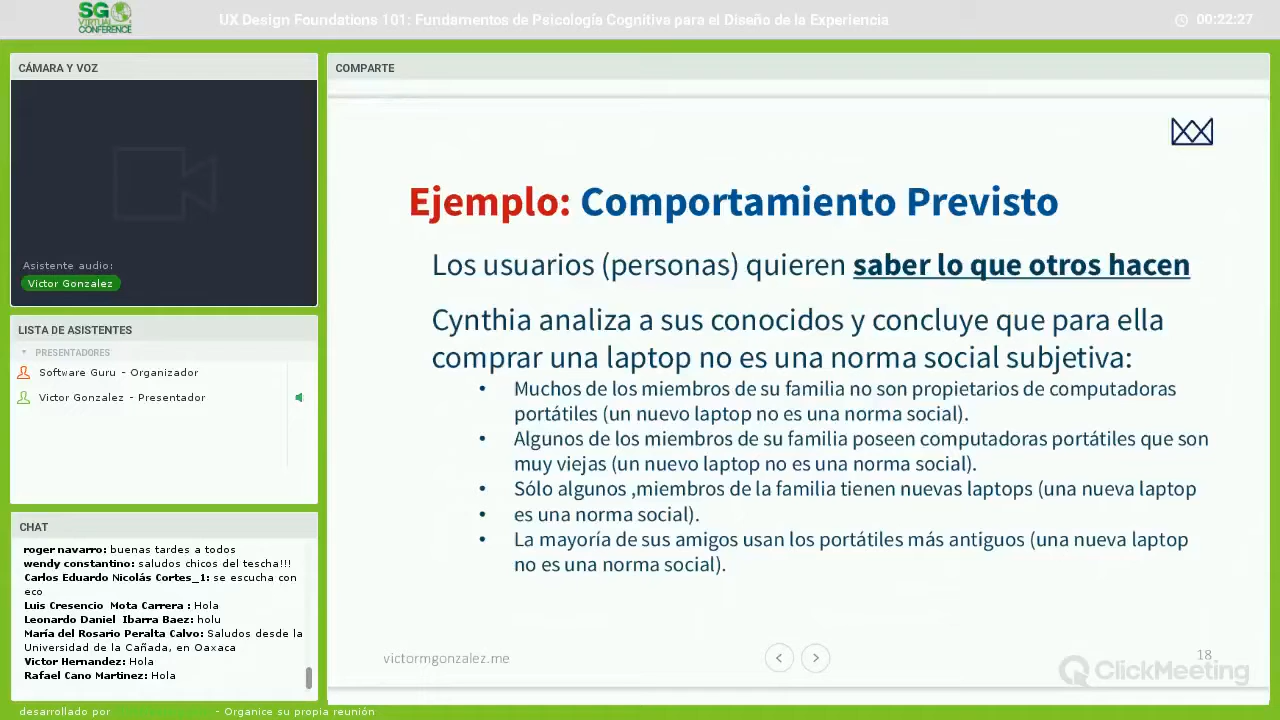 SG VIRTUAL CONFERENCE
UX Design Foundations 101: Fundamentos de Psicología Cognitiva para el Diseño de la Experiencia
00:22:27
CÁMARA Y VOZ
Asistente audio:
Victor Gonzalez
LISTA DE ASISTENTES
PRESENTADORES
Software Guru - Organizador
Victor Gonzalez - Presentador
CHAT
roger navarro: buenas tardes a todos
wendy constantino: saludos chicos del tescha!!!
Carlos Eduardo Nicolás Cortes_1: se escucha con
eco
Luis Cresencio Mota Carrera : Hola
Leonardo Daniel Ibarra Baez: holu
María del Rosario Peralta Calvo: Saludos desde la
Universidad de la Cañada, en Oaxaca
Victor Hernandez: Hola
Rafael Cano Martinez: Hola
COMPARTE
Ejemplo: Comportamiento Previsto
Los usuarios (personas) quieren saber lo que otros hacen
Cynthia analiza a sus conocidos y concluye que para ella
comprar una laptop no es una norma social subjetiva:
• Muchos de los miembros de su familia no son propietarios de computadoras
portátiles (un nuevo laptop no es una norma social).
• Algunos de los miembros de su familia poseen computadoras portátiles que son
muy viejas (un nuevo laptop no es una norma social).
• Sólo algunos ,miembros de la familia tienen nuevas laptops (una nueva laptop
• es una norma social).
• La mayoría de sus amigos usan los portátiles más antiguos (una nueva laptop
no es una norma social).
victormgonzalez.me
18
ClickMeeting
desarrollado por
- Organice su propia reunión